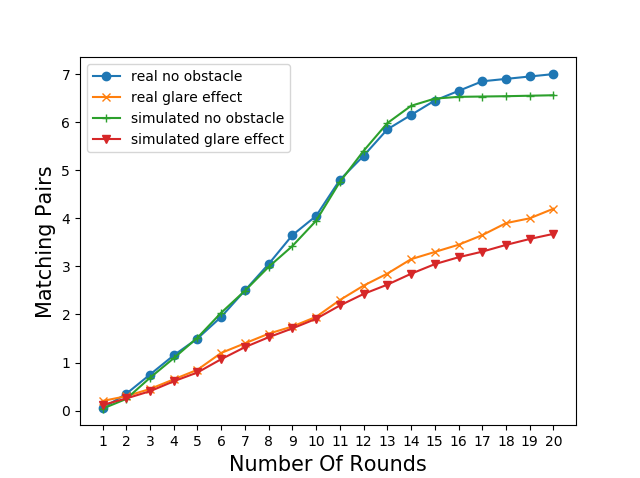 real no obstacle
real glare effect
simulated no obstacle
simulated glare effect
Matching Pairs
7
6
5
4
3
2
1
0
1 2 3 4 5 6 7 8 9 10 11 12 13 14 15 16 17 18 19 20
Number Of Rounds